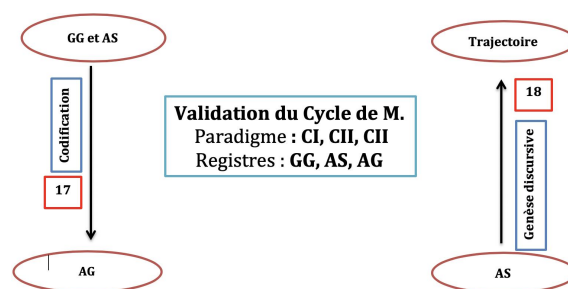 GG et AS
Codification
17
AG
Validation du Cycle de M.
Paradigme : CI, CII, CII
Registres : GG, AS, AG
Trajectoire
18
Genèse discursive
AS